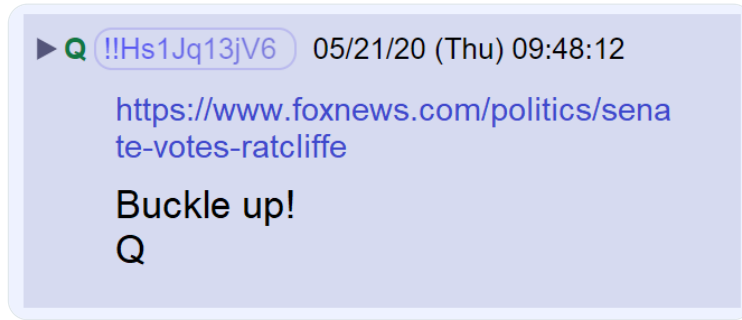 ▶ Q !!Hs1Jq13jV6 05/21/20 (Thu) 09:48:12
https://www.foxnews.com/politics/sena
te-votes-ratcliffe
Buckle up!
Q